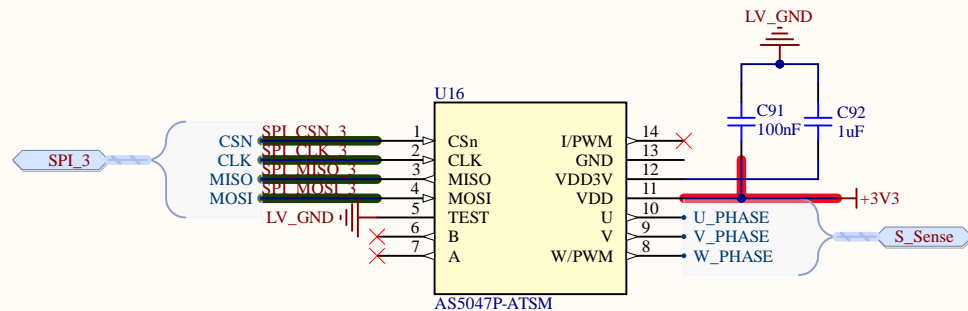 LV_GND
U16
C91
100nF
C92
1uF
SPI_3
CSN
CLK
MISO
MOSI
SPI_CSN_3
SPI_CLK_3
SPI_MISO_3
SPI_MOSI_3
LV_GND
1
2
3
4
5
6
7
CSn
CLK
MISO
MOSI
TEST
B
A
I/PWM
GND
VDD3V
VDD
U
V
W/PWM
14
13
12
11
10
9
8
+3V3
U_PHASE
V_PHASE
W_PHASE
S_Sense
AS5047P-ATSM